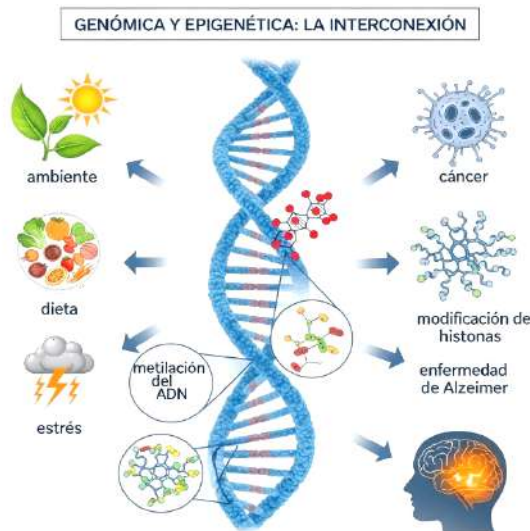 GENÓMICA Y EPIGENÉTICA: LA INTERCONEXIÓN
ambiente
dieta
estrés
metilación
del
ADN
cáncer
modificación de
histonas
enfermedad
de Alzeimer